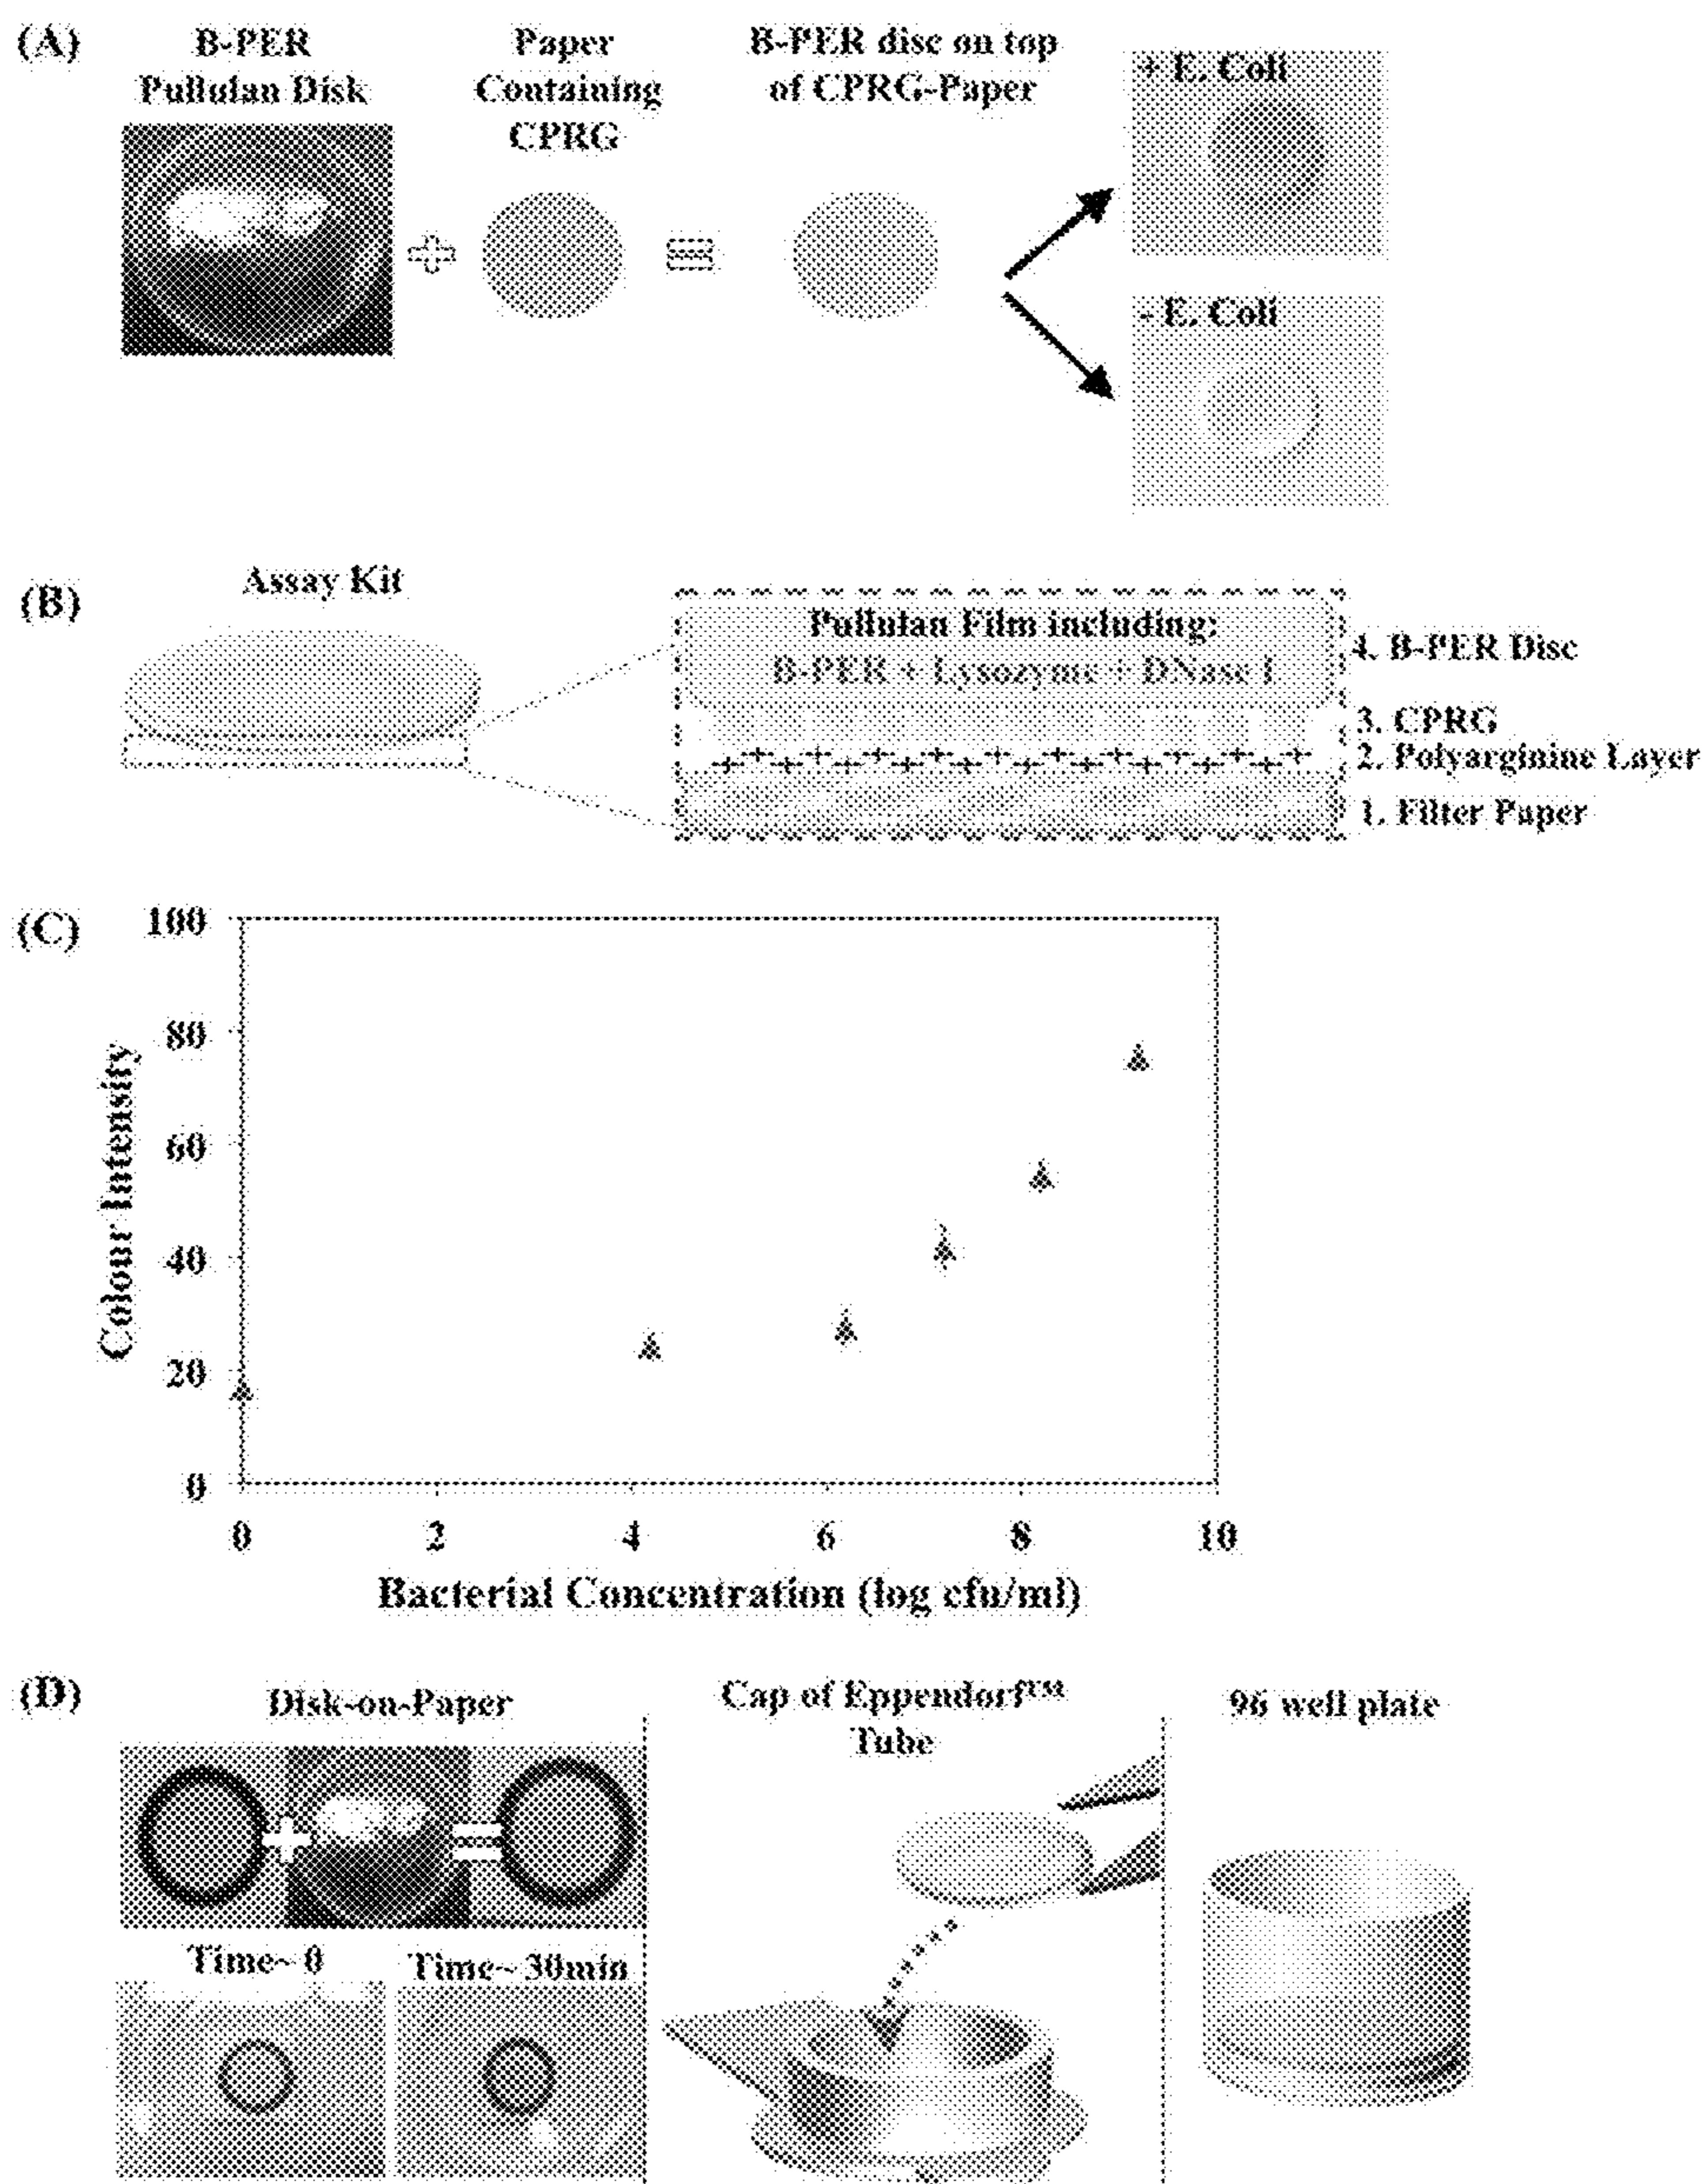 (A)
B-PER
Pullulan Disk
Paper
Containing
CPRG
B-PER disc on top
of CPRG-Paper
+ E. Coli
- E. Coli
(B)
Assay Kit
Pullulan Film including:
B-PER + Lysozyme + DNase I
4. B-PER Disc
3. CPRG
2. Polyarginine Layer
1. Filter Paper
(C)
100
80
60
40
20
0
Colour Intensity
0 2 4 6 8 10
Bacterial Concentration (log cfu/ml)
(D)
Disk-on-Paper
Cap of Eppendorf™
Tube
96 well plate
Time~ 0
Time~ 30min